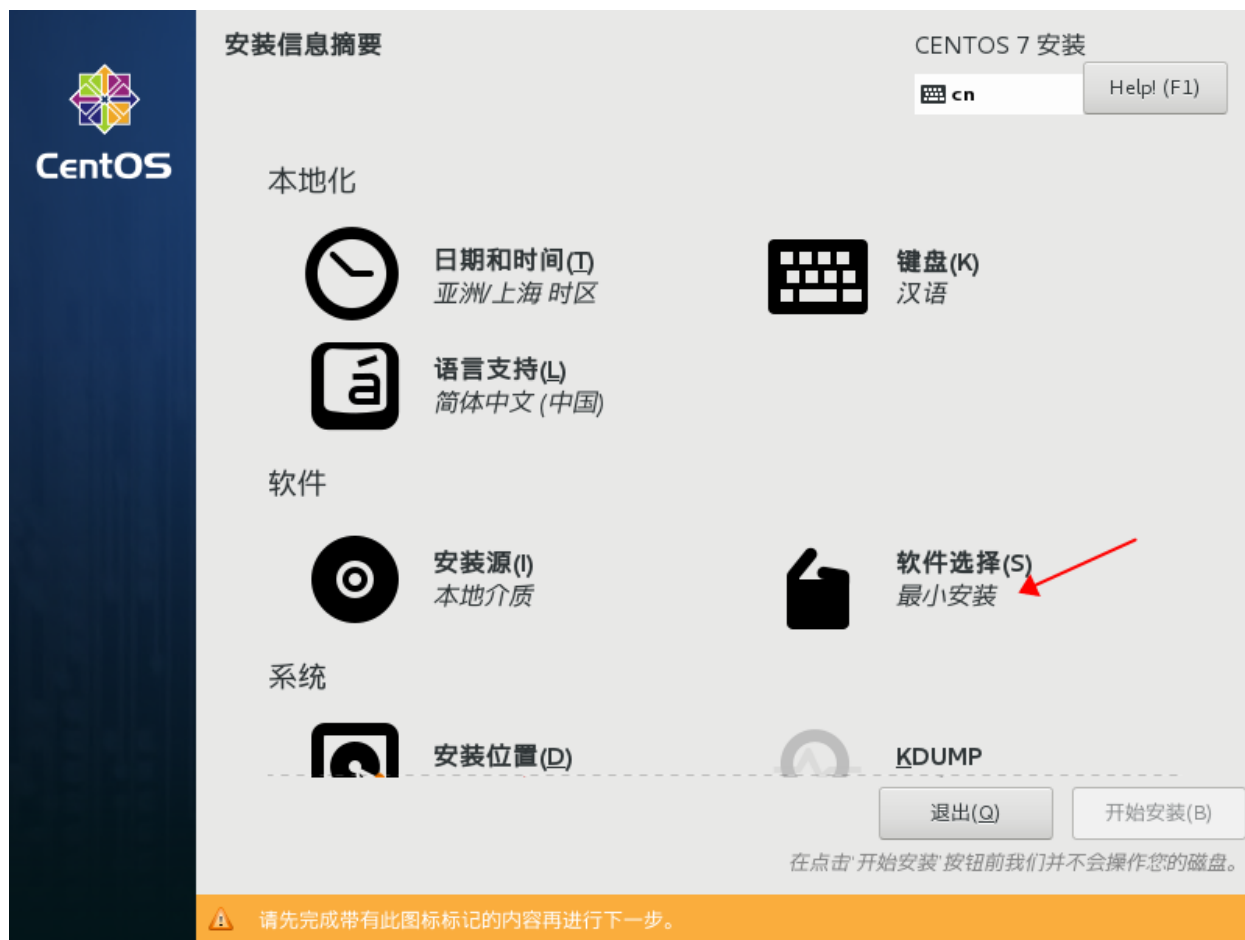 安装信息摘要
CENTOS 7 安装
cn
Help! (F1)
CentOS
本地化
日期和时间(T)
亚洲/上海 时区
键盘(K)
汉语
语言支持(L)
简体中文 (中国)
软件
安装源(I)
本地介质
软件选择(S)
最小安装
系统
安装位置(D)
KDUMP
退出(Q)
开始安装(B)
在点击'开始安装'按钮前我们并不会操作您的磁盘。
请先完成带有此图标标记的内容再进行下一步。